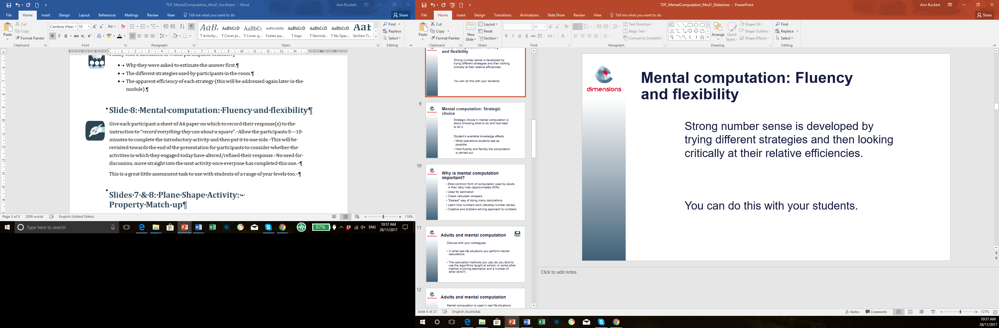 TDT_MentalComputation_Mod1_Facilitator - Word
Ann Ruckert
File Home Insert Design Layout References Mailings Review View Tell me what you want to do Share
Paste
Cut
Copy
Format Painter
Clipboard
Cambria (Heac 18
Font
Paragraph
¶ Activity... ¶ Cover pi... ¶ Cover q... Footer pa... ¶ logo ¶ Normal... ¶ No Spac... Section Ti...
Styles
Find
Replace
Select
Editing
• → Why·they·were·asked·to·estimate·the·answer·first.¶
• → The·different·strategies·used·by·participants·in·the·room.¶
• → The·apparent·efficiency·of·each·strategy·(this·will·be·addressed·again·later·in·the·
module).¶
Slide·8:·Mental·computation:·Fluency·and·flexibility¶
Give·each·participant·a·sheet·of·A4·paper·on·which·to·record·their·response(s)·to·the·
instruction·to·“record·everything·they·can·about·a·square”.··Allow·the·participants·5·–·10·
minutes·to·complete·the·introductory·activity·and·then·put·it·to·one·side.··This·will·be·
revisited·towards·the·end·of·the·presentation·for·participants·to·consider·whether·the·
activities·in·which·they·engaged·today·have·altered/refined·their·response.··No·need·for·
discussion,·move·straight·into·the·next·activity·once·everyone·has·completed·this·one.··¶
This·is·a·great·little·assessment·task·to·use·with·students·of·a·range·of·year·levels·too.··¶
Slides·7·&·8:·Plane·Shape·Activity:·↵
Property·Match-up¶
Page 5 of 8 2098 words English (United States) 116%
Type here to search
97% ENG 10:57 AM
28/11/2017
TDT_MentalComputation_Mod1_Slideshow - PowerPoint
Ann Ruckert
File Home Insert Design Transitions Animations Slide Show Review View Tell me what you want to do Share
Paste
Cut
Copy
Format Painter
Clipboard
New
Slide
Layout
Reset
Section
Slides
22
Font
Text Direction
Align Text
Convert to SmartArt
Paragraph
Arrange
Quick
Styles
Shape Fill
Shape Outline
Shape Effects
Drawing
Find
Replace
Select
Editing
and flexibility
Strong number sense is developed by
trying different strategies and then looking
critically at their relative efficiencies.
You can do this with your students.
9
dimensions
Mental computation: Strategic
choice
Strategic choice in mental computation is
about choosing what to do and how best
to do it.
Student's available knowledge affects:
• What operations students see as
possible.
• How fluently and flexibly the computation
is carried out.
10
dimensions
Why is mental computation
important?
• Most common form of computation used by adults
in their daily lives (approximately 80%).
• Used for estimation
• Check calculator answers
• “Easiest” way of doing many calculations
• Learn how numbers work (develop number sense)
• Creative and problem-solving approach to numbers
11
dimensions
Adults and mental computation
Discuss with your colleagues:
• In what real-life situations you perform mental
calculations.
• The calculation methods you use (do you tend to
use the algorithms taught at school, or some other
method involving estimation and a number of
other skills?).
12
dimensions
Adults and mental computation
Mental computation is used in real life situations
dimensions
Mental computation: Fluency
and flexibility
Strong number sense is developed by
trying different strategies and then looking
critically at their relative efficiencies.
You can do this with your students.
Click to add notes
Slide 8 of 27 English (Australia) Notes Comments 127%
10:57 AM
28/11/2017